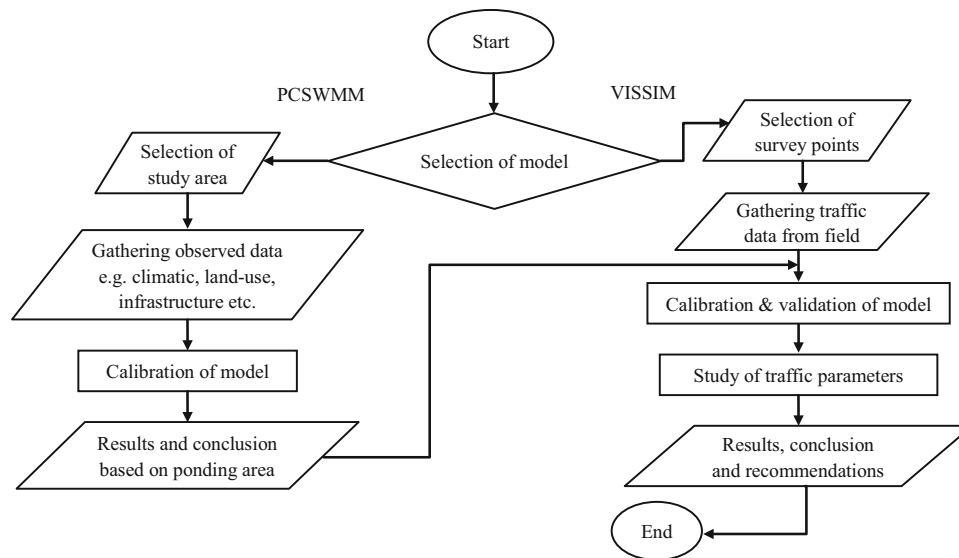 Start
PCSWMM
VISSIM
Selection of model
Selection of
study area
Gathering observed data
e.g. climatic, land-use,
infrastructure etc.
Calibration of model
Results and conclusion
based on ponding area
Selection of
survey points
Gathering traffic
data from field
Calibration & validation of model
Study of traffic parameters
Results, conclusion
and recommendations
End